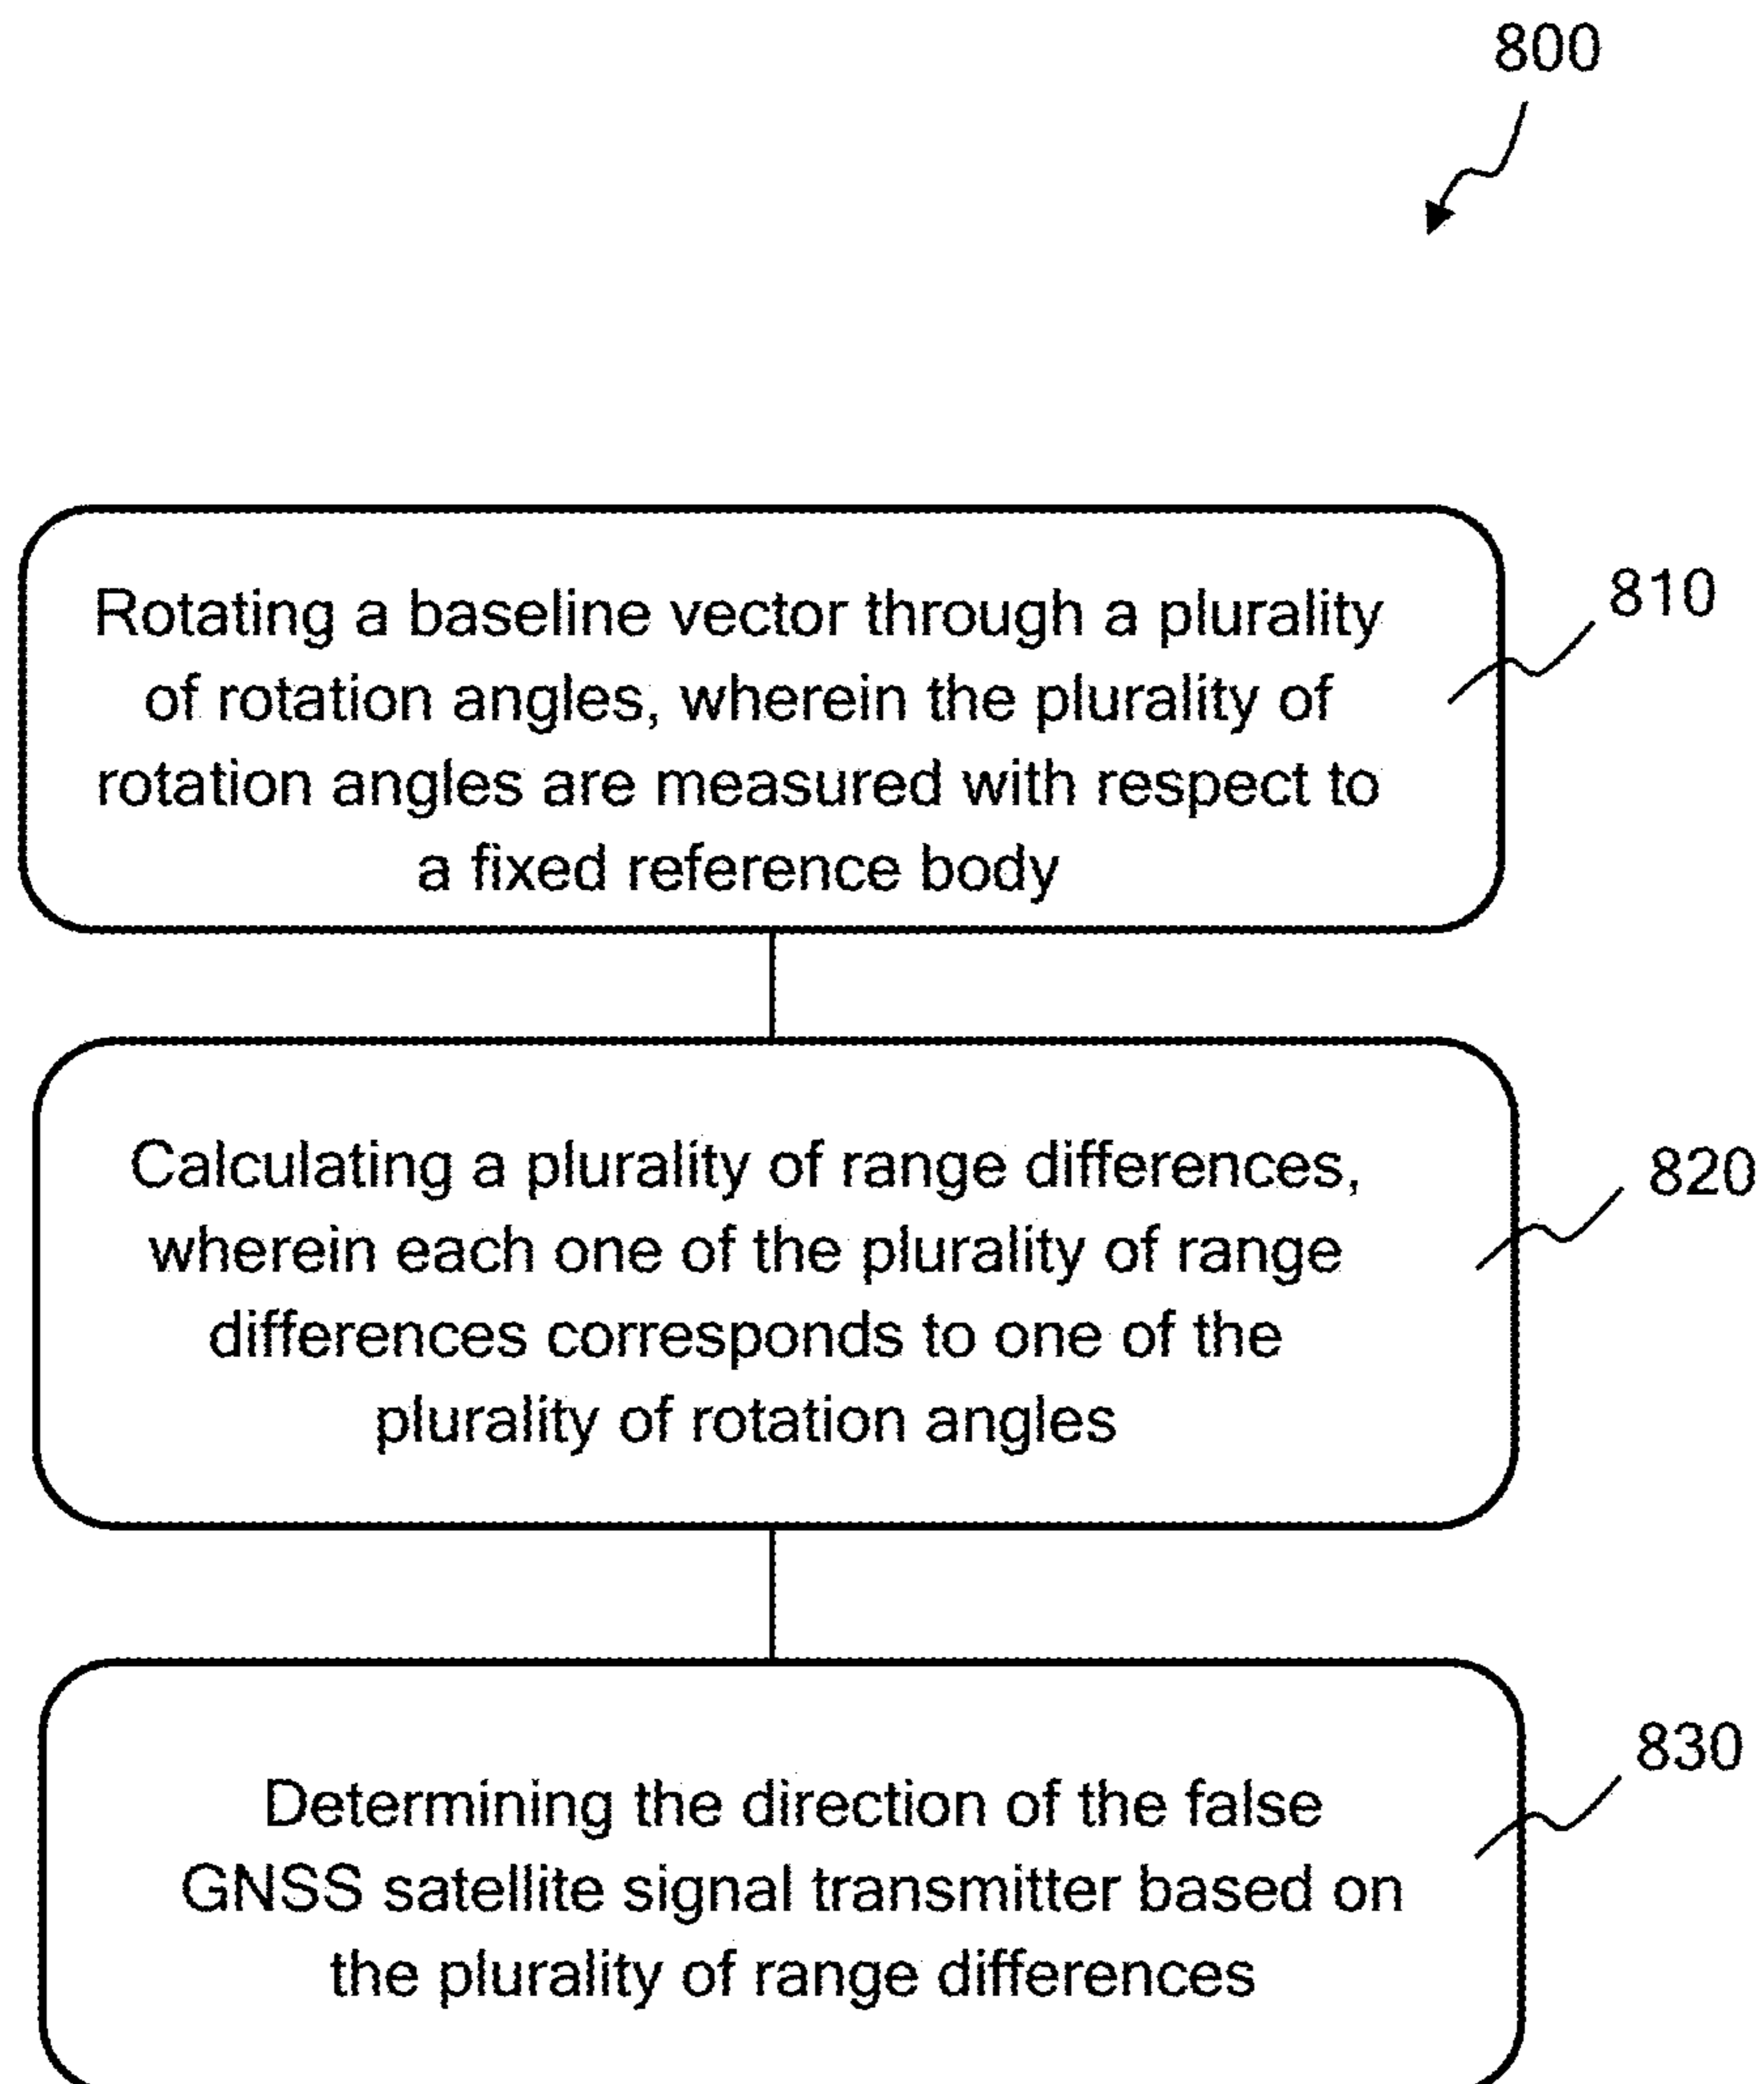 800
Rotating a baseline vector through a plurality
of rotation angles, wherein the plurality of
rotation angles are measured with respect to
a fixed reference body
810
Calculating a plurality of range differences,
wherein each one of the plurality of range
differences corresponds to one of the
plurality of rotation angles
820
Determining the direction of the false
GNSS satellite signal transmitter based on
the plurality of range differences
830